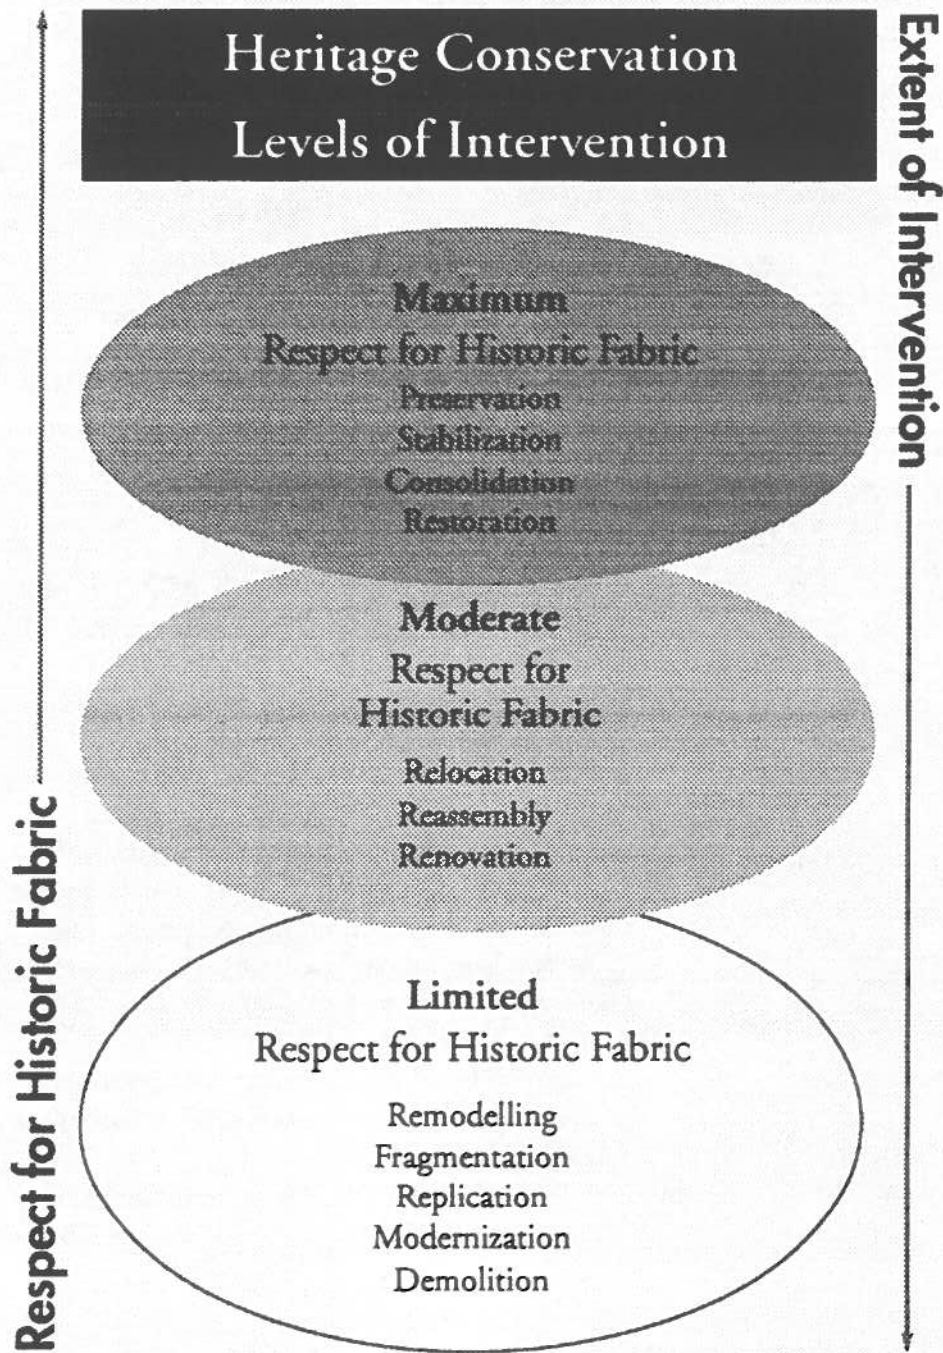 Heritage Conservation
Levels of Intervention
Extent of Intervention
Respect for Historic Fabric
Maximum
Respect for Historic Fabric
Preservation
Stabilization
Consolidation
Restoration
Moderate
Respect for
Historic Fabric
Relocation
Reassembly
Renovation
Limited
Respect for Historic Fabric
Remodelling
Fragmentation
Replication
Modernization
Demolition